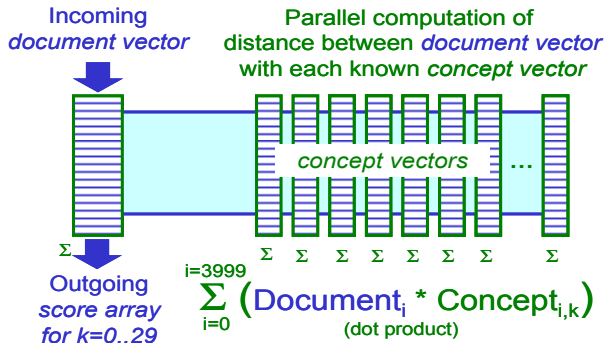 Incoming
document vector
Parallel computation of
distance between document vector
with each known concept vector
concept vectors
...
Σ Σ Σ Σ Σ Σ Σ Σ Σ
Outgoing
score array
for k=0..29
i=3999
Σ (Documentᵢ * Conceptᵢ,ₖ)
i=0
(dot product)